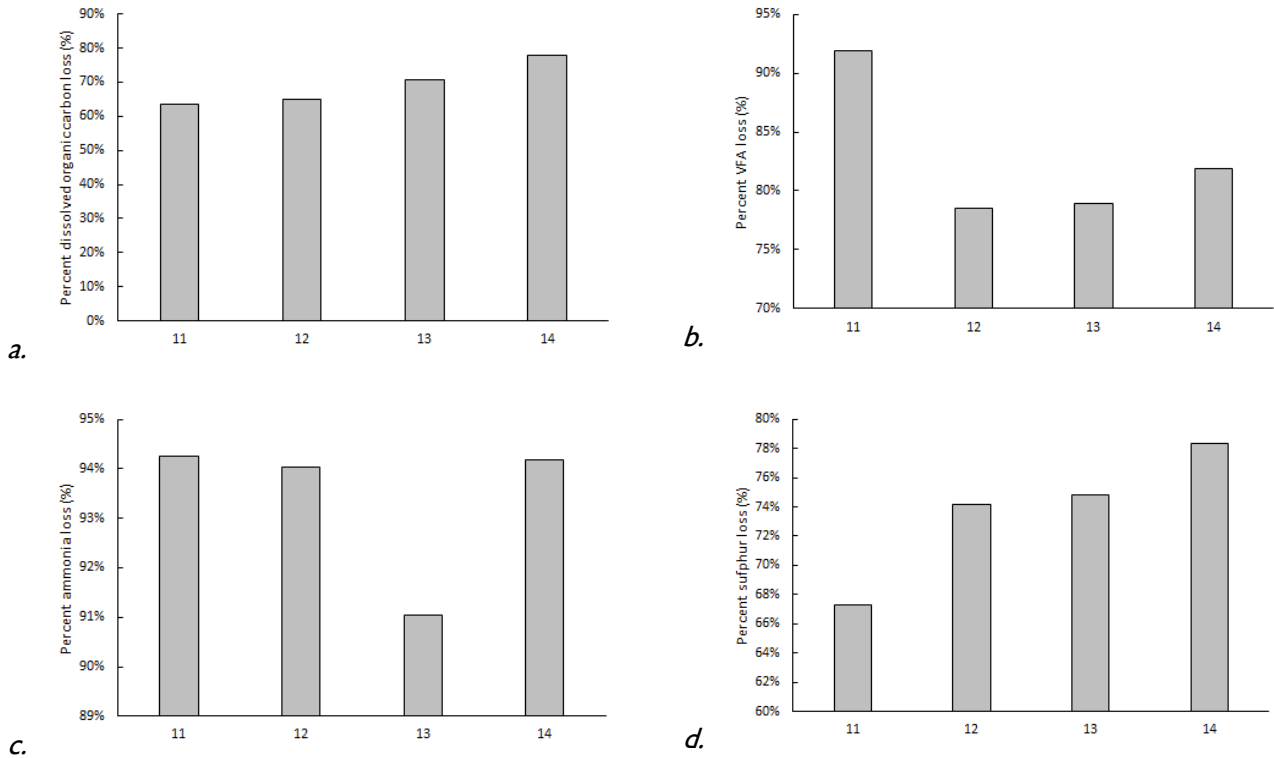 Percent dissolved organic carbon loss (%)
90%
80%
70%
60%
50%
40%
30%
20%
10%
0%
11 12 13 14
a.
Percent VFA loss (%)
95%
90%
85%
80%
75%
70%
11 12 13 14
b.
Percent ammonia loss (%)
95%
94%
93%
92%
91%
90%
89%
11 12 13 14
c.
Percent sufphur loss (%)
80%
78%
76%
74%
72%
70%
68%
66%
64%
62%
60%
11 12 13 14
d.